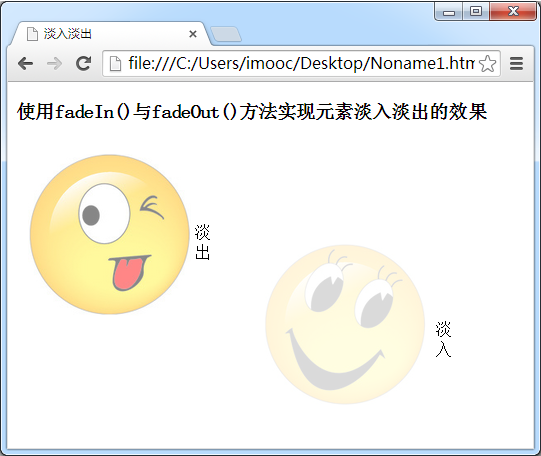 淡入淡出
file:///C:/Users/imooc/Desktop/Noname1.htm
使用fadeIn()与fadeOut()方法实现元素淡入淡出的效果
淡
出
淡
入